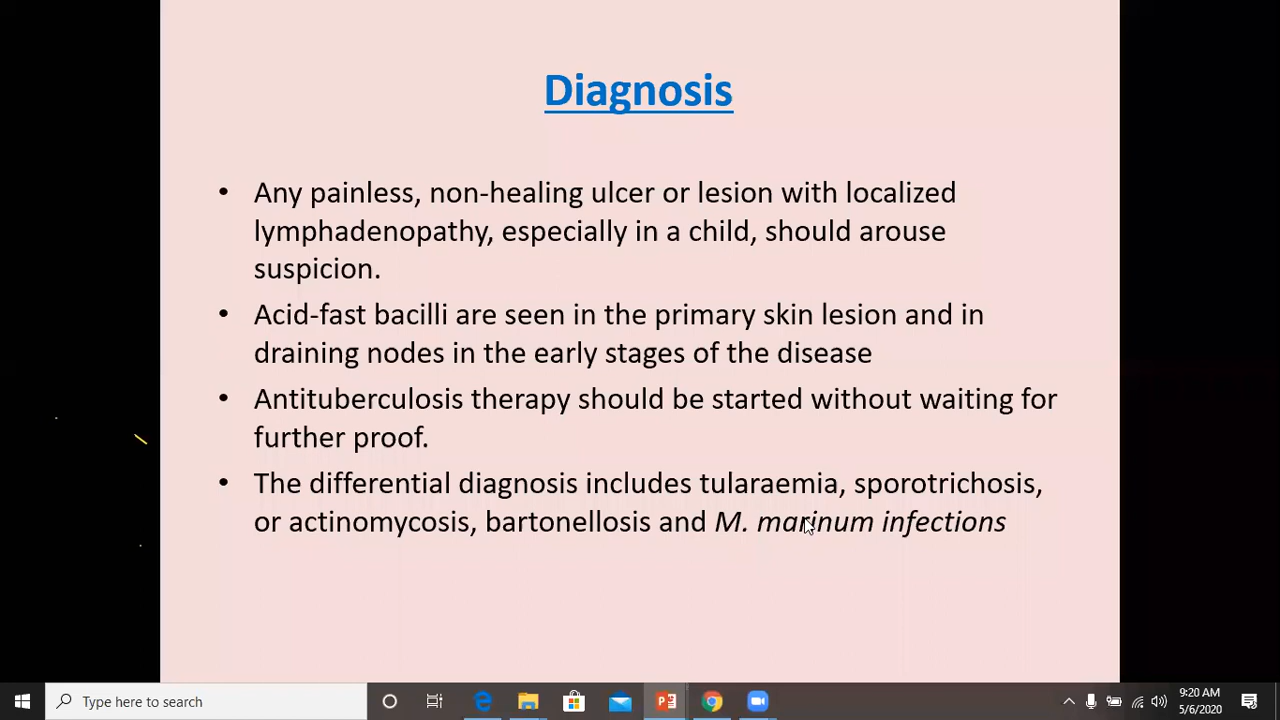 Diagnosis
• Any painless, non-healing ulcer or lesion with localized
lymphadenopathy, especially in a child, should arouse
suspicion.
• Acid-fast bacilli are seen in the primary skin lesion and in
draining nodes in the early stages of the disease
• Antituberculosis therapy should be started without waiting for
further proof.
• The differential diagnosis includes tularaemia, sporotrichosis,
or actinomycosis, bartonellosis and M. marinum infections
Type here to search
9:20 AM
5/6/2020